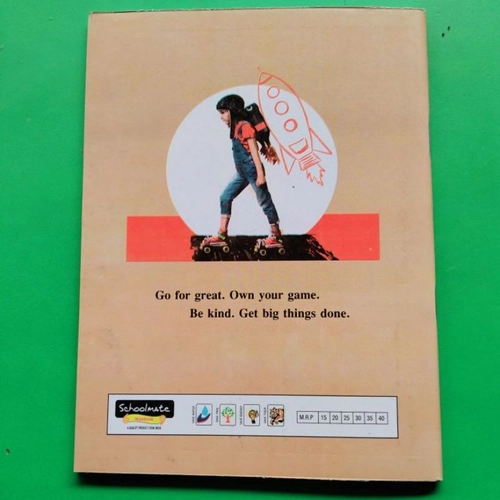 Go for great. Own your game.
Be kind. Get big things done.
Schoolmate
M.R.P 15 20 25 30 35 40